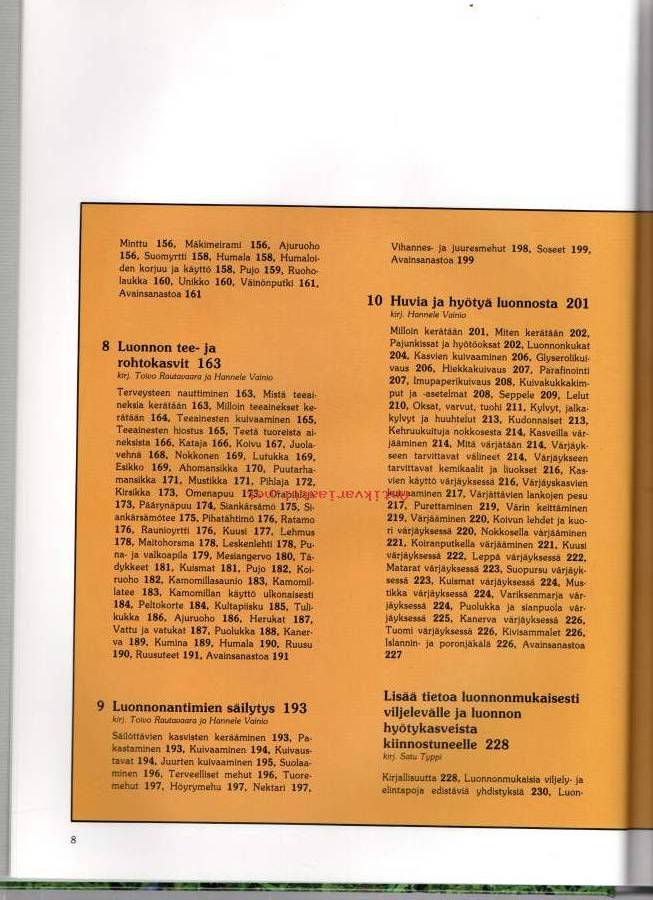 Minttu 156, Mäkimeirami 156, Ajuruoho
156, Suomyrtti 158, Humala 158, Humaloi-
den korjuu ja käyttö 158, Pujo 159, Ruoho-
laukka 160, Unikko 160, Väinönputki 161,
Avainsanastoa 161
8 Luonnon tee- ja
rohtokasvit 163
kirj. Toivo Rautavaara ja Hannele Vainio
Terveysteen nauttiminen 163, Mistä teeai-
neksia kerätään 163, Milloin teeainekset ke-
rätään 164, Teeainesten kuivaaminen 165,
Teeainesten hiostus 165, Teetä tuoreista ai-
neksista 166, Kataja 166, Koivu 167, Juola-
vehnä 168, Nokkonen 169, Lutukka 169,
Esikko 169, Ahomansikka 170, Puutarha-
mansikka 171, Mustikka 171, Pihlaja 172,
Kirsikka 173, Omenapuu 173, Orapihlaja
173, Päärynäpuu 174, Siankärsämö 175, Si-
ankärsämötee 175, Pihatähtimö 176, Ratamo
176, Raunioyrtti 176, Kuusi 177, Lehmus
178, Maitohorsma 178, Leskenlehti 178, Pu-
na- ja valkoapila 179, Mesiangervo 180, Tä-
dykkeet 181, Kuismat 181, Pujo 182, Koi-
ruoho 182, Kamomillasaunio 183, Kamomil-
latee 183, Kamomillan käyttö ulkonaisesti
184, Peltokorte 184, Kultapiisku 185, Tuli-
kukka 186, Ajuruoho 186, Herukat 187,
Vattu ja vatukat 187, Puolukka 188, Kaner-
va 189, Kumina 189, Humala 190, Ruusu
190, Ruusuteet 191, Avainsanastoa 191
9 Luonnonantimien säilytys 193
kirj. Toivo Rautavaara ja Hannele Vainio
Säilöttävien kasvisten kerääminen 193, Pa-
kastaminen 193, Kuivaaminen 194, Kuivaus-
tavat 194, Juurten kuivaaminen 195, Suolaa-
minen 196, Terveelliset mehut 196, Tuore-
mehut 197, Höyrymehu 197, Nektari 197,
Vihannes- ja juuresmehut 198, Soseet 199,
Avainsanastoa 199
10 Huvia ja hyötyä luonnosta 201
kirj. Hannele Vainio
Milloin kerätään 201, Miten kerätään 202,
Pajunkissat ja hyötöoksat 202, Luonnonkukat
204, Kasvien kuivaaminen 206, Glyserolikui-
vaus 206, Hiekkakuivaus 207, Parafinointi
207, Imupaperikuivaus 208, Kuivakukkakim-
put ja -asetelmat 208, Seppele 209, Lelut
210, Oksat, varvut, tuohi 211, Kylvyt, jalka-
kylvyt ja huuhtelut 213, Kudonnaiset 213,
Kehruukuituja nokkosesta 214, Kasveilla vär-
jääminen 214, Mitä värjätään 214, Värjäyk-
seen tarvittavat välineet 214, Värjäykseen
tarvittavat kemikaalit ja liuokset 216, Kas-
vien käyttö värjäyksessä 216, Värjäyskasvien
kuivaaminen 217, Värjättävien lankojen pesu
217, Purettaminen 219, Värin keittäminen
219, Värjääminen 220, Koivun lehdet ja kuo-
ri värjäyksessä 220, Nokkosella värjääminen
221, Koiranputkella värjääminen 221, Kuusi
värjäyksessä 222, Leppä värjäyksessä 222,
Matarat värjäyksessä 223, Suopursu värjäyk-
sessä 223, Kuismat värjäyksessä 224, Mus-
tikka värjäyksessä 224, Variksenmarja vär-
jäyksessä 224, Puolukka ja sianpuola vär-
jäyksessä 225, Kanerva värjäyksessä 226,
Tuomi värjäyksessä 226, Kivisammalet 226,
Islannin- ja poronjäkälä 226, Avainsanastoa
227
Lisää tietoa luonnonmukaisesti
viljelevälle ja luonnon
hyötykasveista
kiinnostuneelle 228
kirj. Satu Typpi
Kirjallisuutta 228, Luonnonmukaisia viljely- ja
elintapoja edistäviä yhdistyksiä 230, Luon-
8